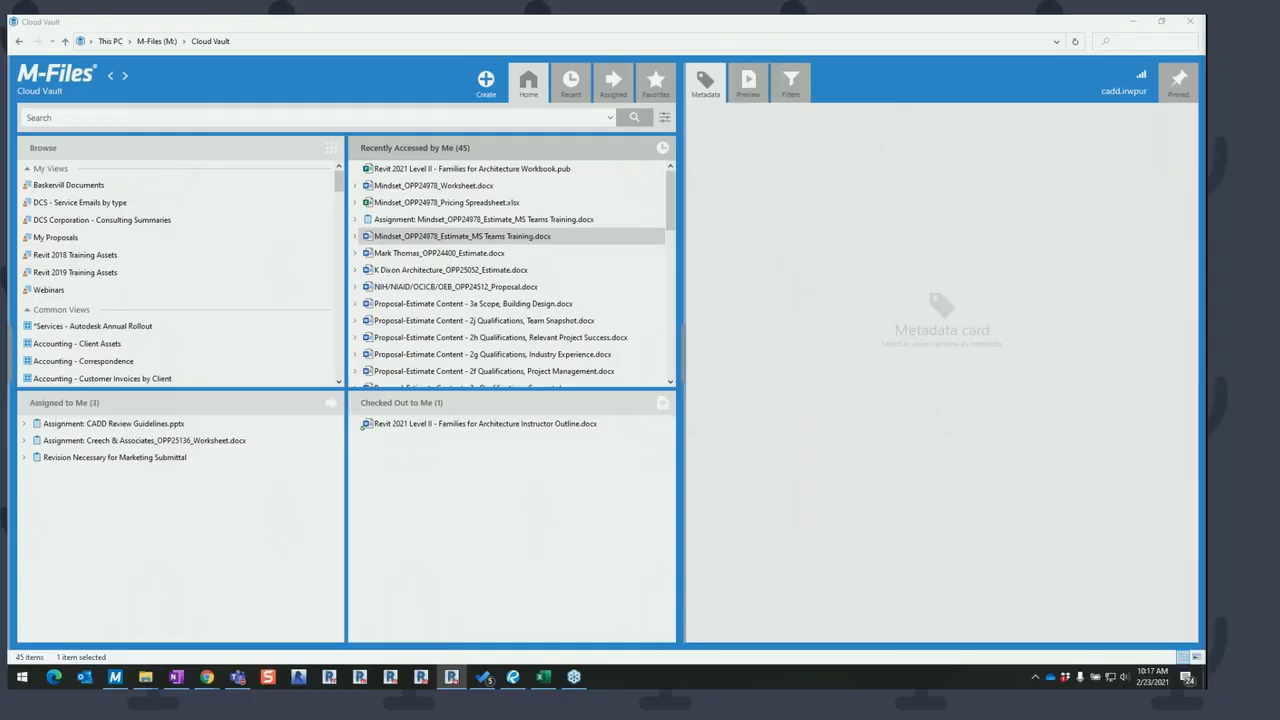 Cloud Vault
This PC > M-Files (M:) > Cloud Vault
M-Files®
Cloud Vault
Create
Home
Recent
Assigned
Favorites
Metadata
Preview
Filters
cadd.irwpur
Pinned
Search
Browse
My Views
Baskervill Documents
DCS - Service Emails by type
DCS Corporation - Consulting Summaries
My Proposals
Revit 2018 Training Assets
Revit 2019 Training Assets
Webinars
Common Views
*Services - Autodesk Annual Rollout
Accounting - Client Assets
Accounting - Correspondence
Accounting - Customer Invoices by Client
Recently Accessed by Me (45)
Revit 2021 Level II - Families for Architecture Workbook.pub
Mindset_OPP24978_Worksheet.docx
Mindset_OPP24978_Pricing Spreadsheet.xlsx
Assignment: Mindset_OPP24978_Estimate_MS Teams Training.docx
Mindset_OPP24978_Estimate_MS Teams Training.docx
Mark Thomas_OPP24400_Estimate.docx
K Dixon Architecture_OPP25052_Estimate.docx
NIH/NIAID/OCICB/OEB_OPP24512_Proposal.docx
Proposal-Estimate Content - 3a Scope, Building Design.docx
Proposal-Estimate Content - 2j Qualifications, Team Snapshot.docx
Proposal-Estimate Content - 2h Qualifications, Relevant Project Success.docx
Proposal-Estimate Content - 2g Qualifications, Industry Experience.docx
Proposal-Estimate Content - 2f Qualifications, Project Management.docx
Metadata card
Select an object to view its metadata
Assigned to Me (3)
Assignment: CADD Review Guidelines.pptx
Assignment: Creech & Associates_OPP25136_Worksheet.docx
Revision Necessary for Marketing Submittal
Checked Out to Me (1)
Revit 2021 Level II - Families for Architecture Instructor Outline.docx
45 items 1 item selected
5
10:17 AM
2/23/2021
24